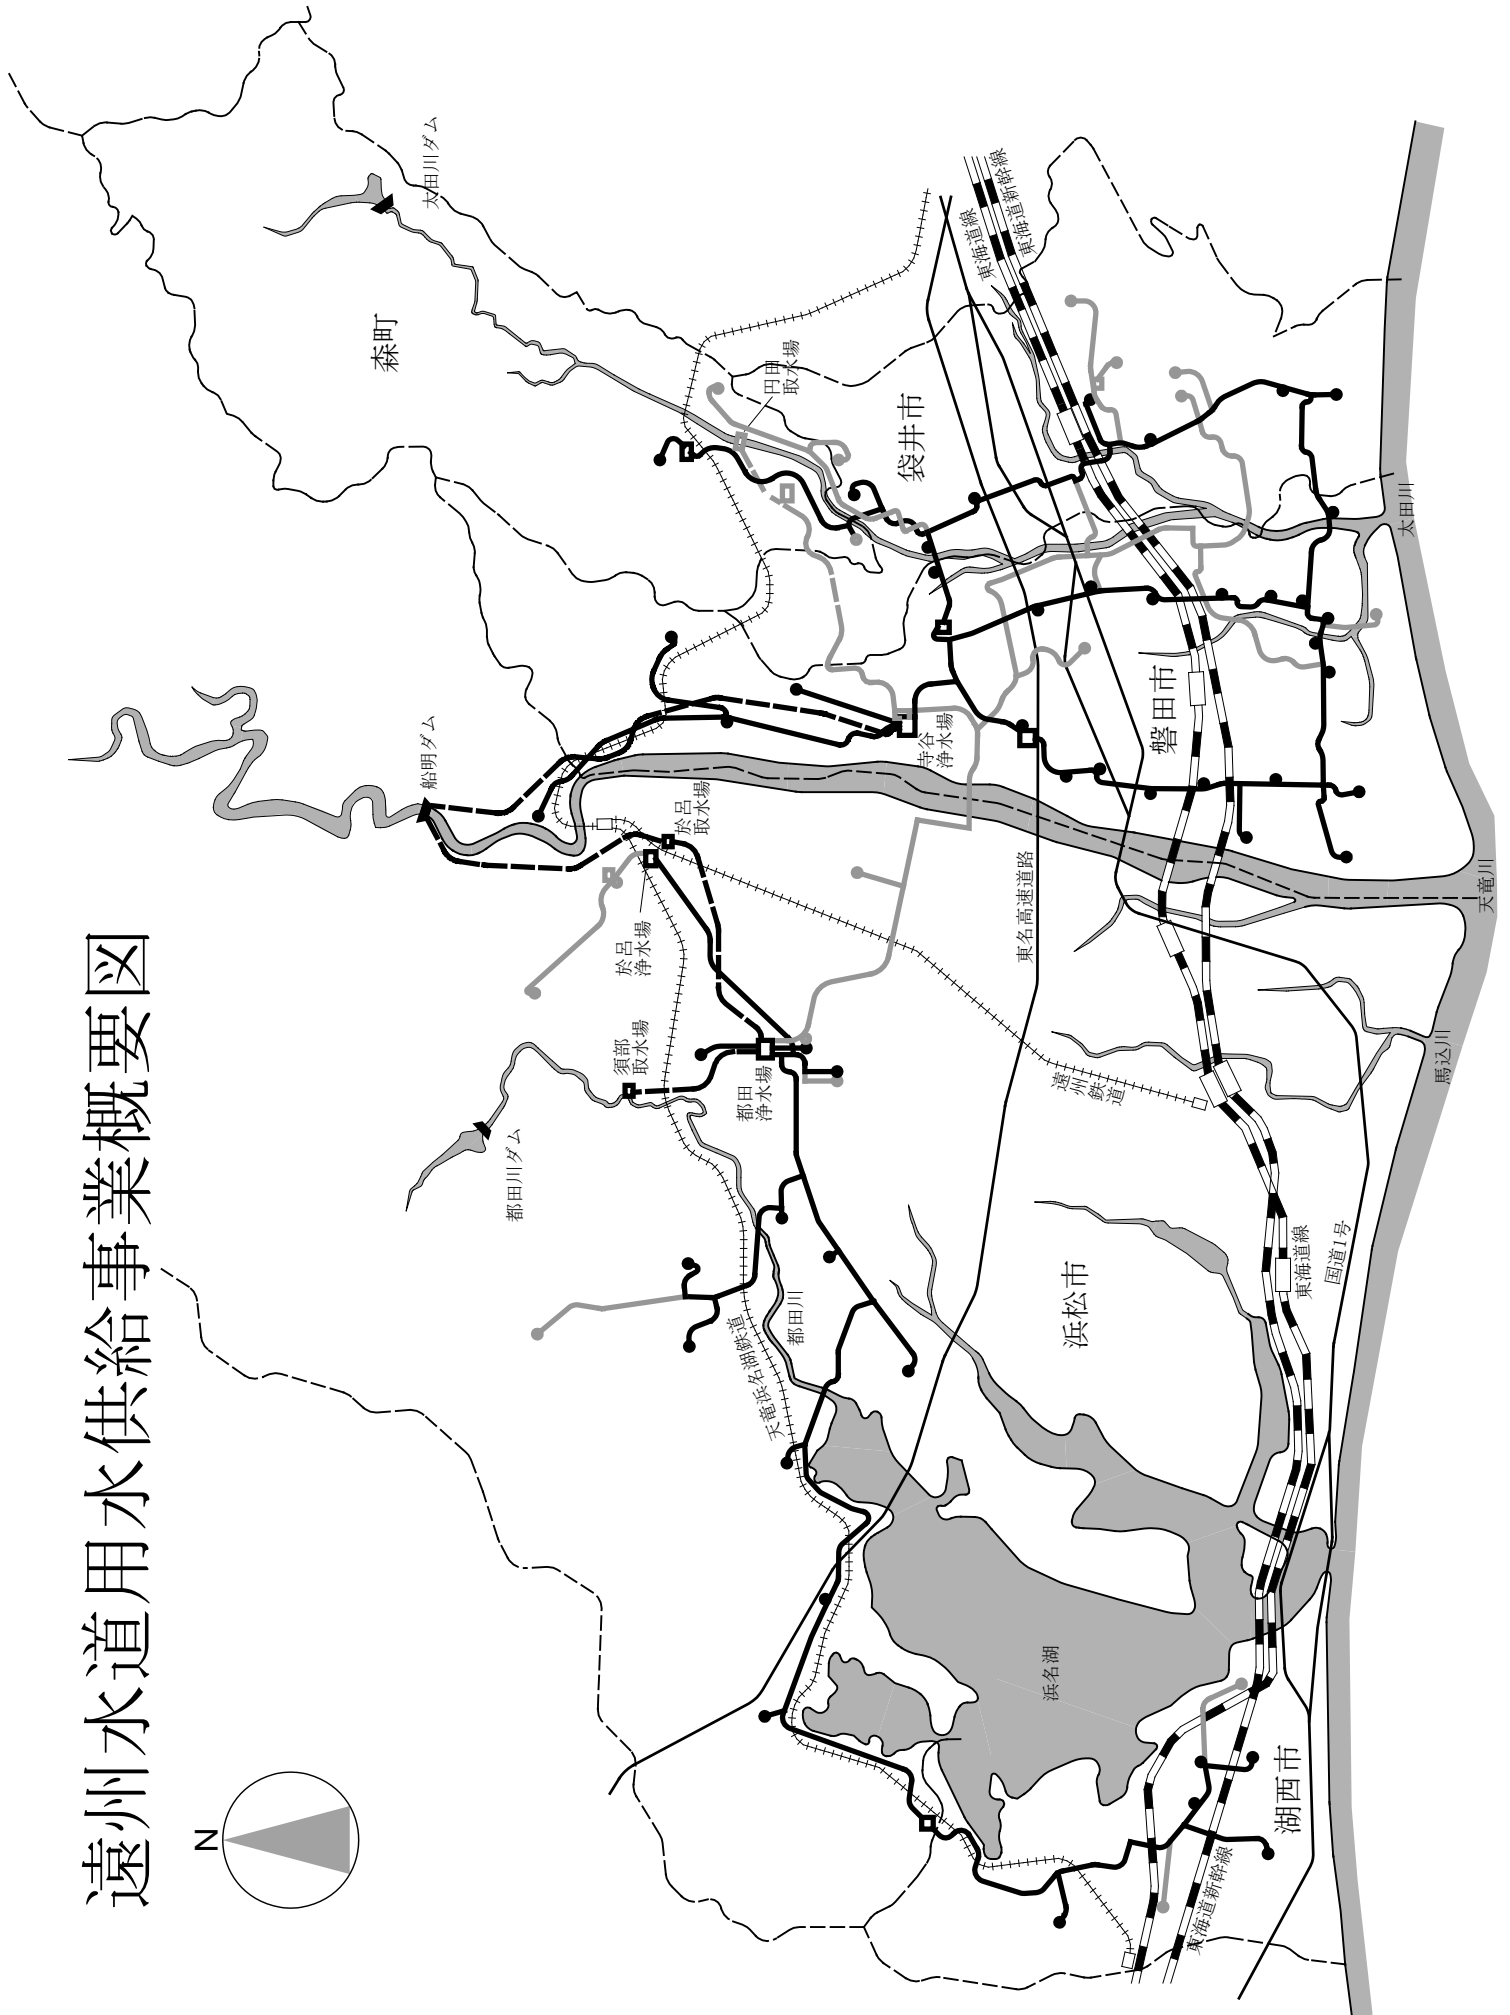 遠州水道用水供給事業概要図
N
船明ダム
太田川ダム
森町
都田川ダム
須部
取水場
於呂
浄水場
於呂
取水場
円田
取水場
都田
浄水場
寺谷
浄水場
天竜浜名湖鉄道
都田川
袋井市
東海道線
東海道新幹線
東名高速道路
遠州鉄道
磐田市
浜松市
浜名湖
湖西市
東海道新幹線
東海道線
国道1号
馬込川
天竜川
太田川